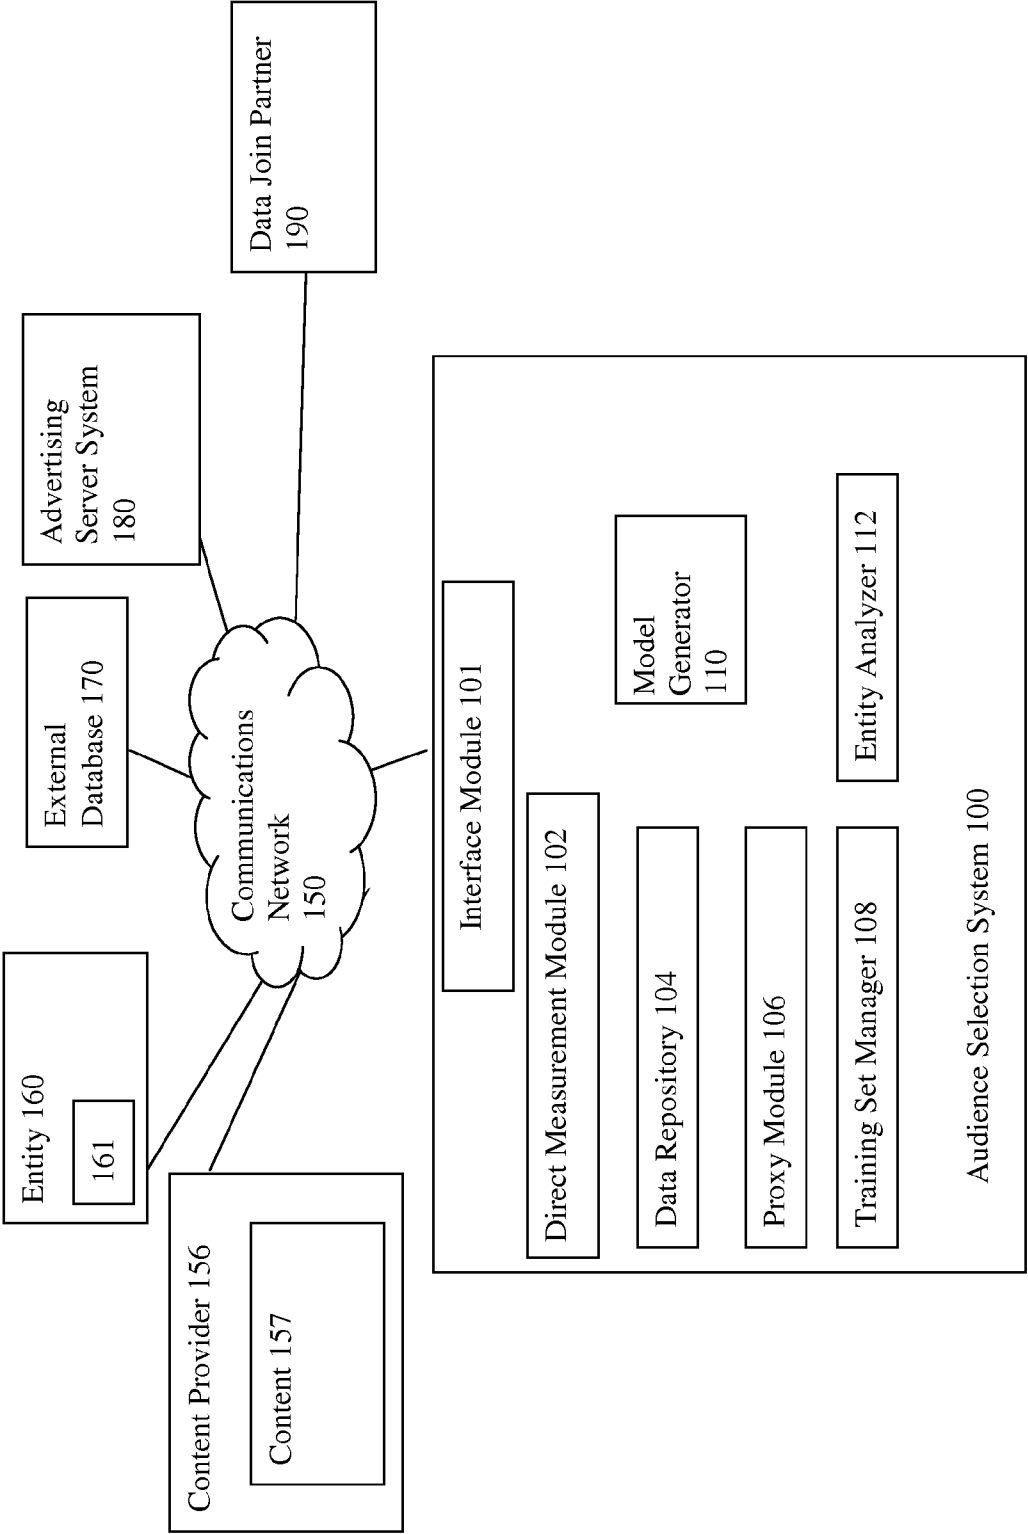 Entity 160
161
External
Database 170
Advertising
Server System
180
Content Provider 156
Content 157
Communications
Network
150
Data Join Partner
190
Interface Module 101
Direct Measurement Module 102
Data Repository 104
Model
Generator
110
Proxy Module 106
Training Set Manager 108
Entity Analyzer 112
Audience Selection System 100